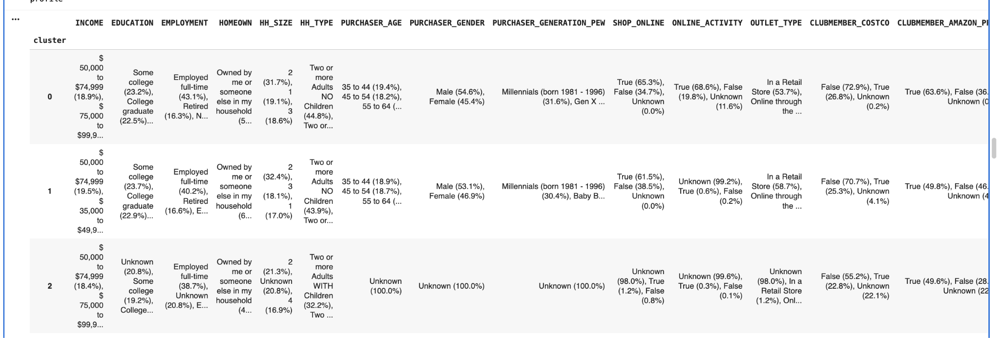 profile
...
INCOME EDUCATION EMPLOYMENT HOMEOWN HH_SIZE HH_TYPE PURCHASER_AGE PURCHASER_GENDER PURCHASER_GENERATION_PEW SHOP_ONLINE ONLINE_ACTIVITY OUTLET_TYPE CLUBMEMBER_COSTCO CLUBMEMBER_AMAZON_PR
cluster
0
$
50,000
to
$74,999
(18.9%),
$
75,000
to
$99,9...
Some
college
(23.2%),
College
graduate
(22.5%)...
Employed
full-time
(43.1%),
Retired
(16.3%), N...
Owned by
me or
someone
else in my
household
(5...
2
(31.7%),
1
(19.1%),
3
(18.6%)
Two or
more
Adults
NO
Children
(44.8%),
Two or...
35 to 44 (19.4%),
45 to 54 (18.2%),
55 to 64 (...
Male (54.6%),
Female (45.4%)
Millennials (born 1981 - 1996)
(31.6%), Gen X ...
True (65.3%),
False (34.7%),
Unknown
(0.0%)
True (68.6%), False
(19.8%), Unknown
(11.6%)
In a Retail
Store (53.7%),
Online through
the ...
False (72.9%), True
(26.8%), Unknown
(0.2%)
True (63.6%), False (36.
Unknown (0
1
$
50,000
to
$74,999
(19.5%),
$
35,000
to
$49,9...
Some
college
(23.7%),
College
graduate
(22.9%)...
Employed
full-time
(40.2%),
Retired
(16.6%), E...
Owned by
me or
someone
else in my
household
(6...
2
(32.4%),
3
(18.1%),
1
(17.0%)
Two or
more
Adults
NO
Children
(43.9%),
Two or...
35 to 44 (18.9%),
45 to 54 (18.7%),
55 to 64 (...
Male (53.1%),
Female (46.9%)
Millennials (born 1981 - 1996)
(30.4%), Baby B...
True (61.5%),
False (38.5%),
Unknown
(0.0%)
Unknown (99.2%),
True (0.6%), False
(0.2%)
In a Retail
Store (58.7%),
Online through
the ...
False (70.7%), True
(25.3%), Unknown
(4.1%)
True (49.8%), False (46.
Unknown (4
2
$
50,000
to
$74,999
(18.4%),
$
75,000
to
$99,9...
Unknown
(20.8%),
Some
college
(19.2%),
College...
Employed
full-time
(38.7%),
Unknown
(20.8%), E...
Owned by
me or
someone
else in my
household
(4...
2
(21.3%),
Unknown
(20.8%),
4
(16.9%)
Two or
more
Adults
WITH
Children
(32.2%),
Two ...
Unknown
(100.0%)
Unknown (100.0%)
Unknown (100.0%)
Unknown
(98.0%), True
(1.2%), False
(0.8%)
Unknown (99.6%),
True (0.3%), False
(0.1%)
Unknown
(98.0%), In a
Retail Store
(1.2%), Onl...
False (55.2%), True
(22.8%), Unknown
(22.1%)
True (49.6%), False (28.
Unknown (22